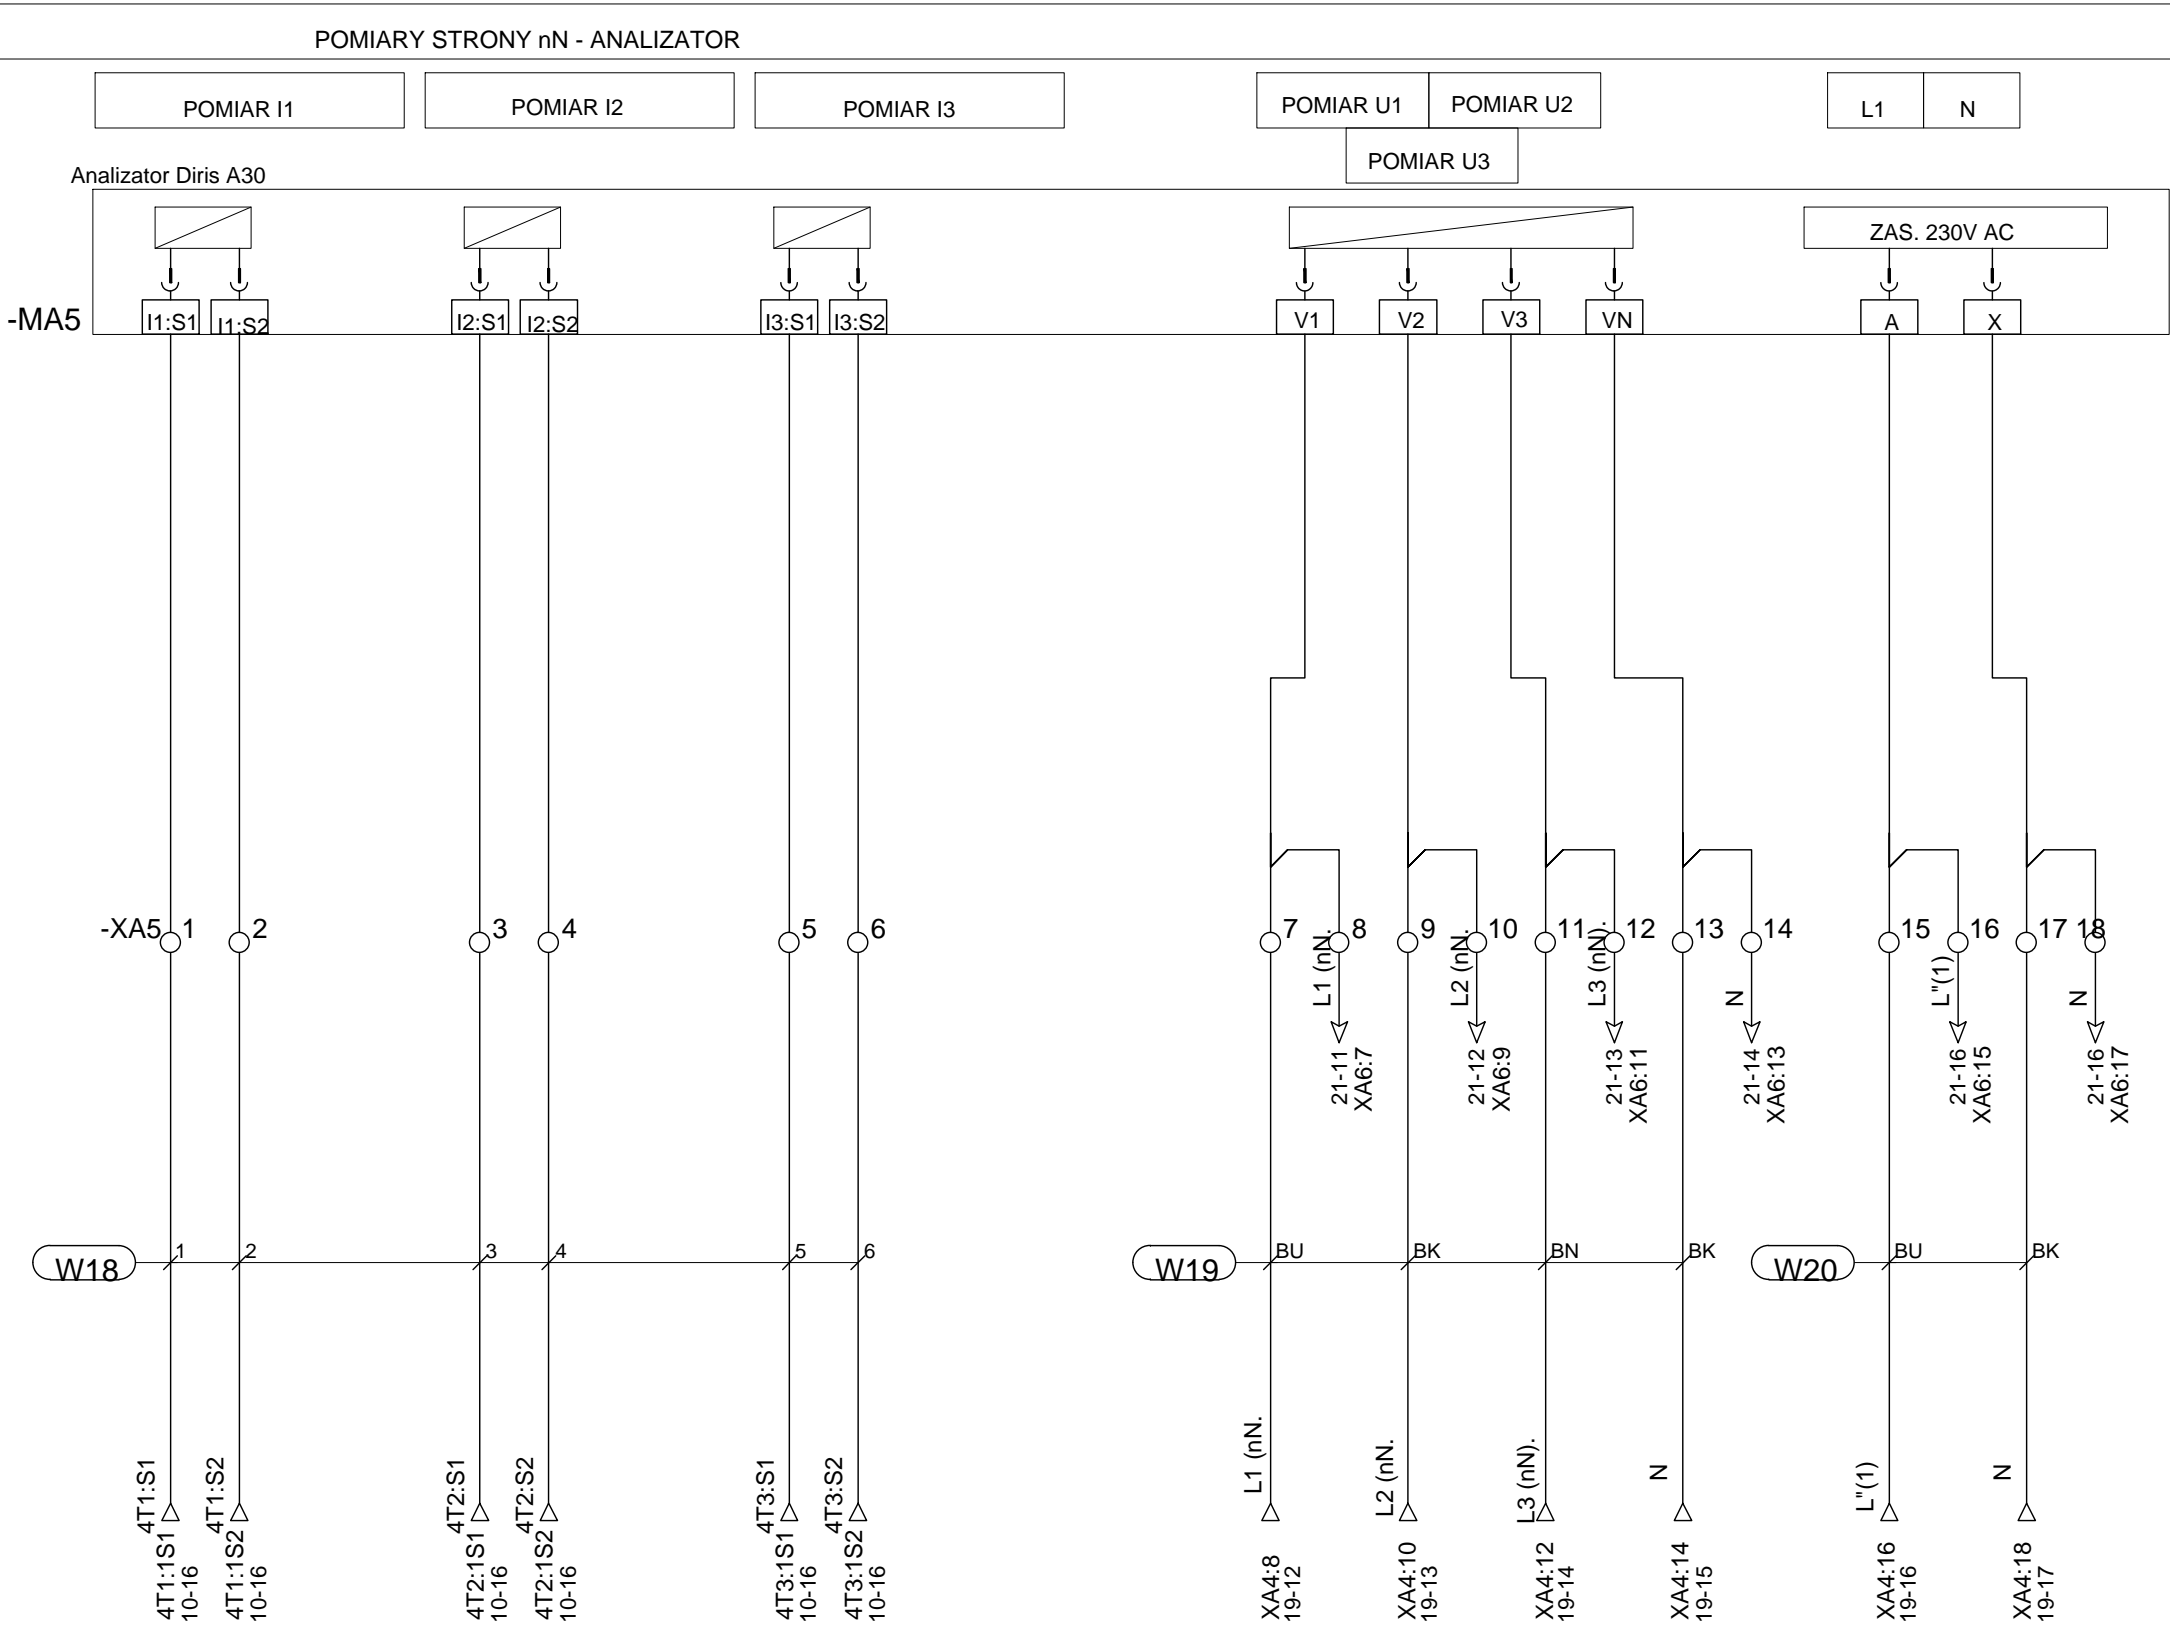 POMIARY STRONY nN - ANALIZATOR
POMIAR I1
POMIAR I2
POMIAR I3
POMIAR U1
POMIAR U2
L1
N
POMIAR U3
Analizator Diris A30
ZAS. 230V AC
-MA5
I1:S1
I1:S2
I2:S1
I2:S2
I3:S1
I3:S2
V1
V2
V3
VN
A
X
-XA5
1
2
3
4
5
6
7
8
9
10
11
12
13
14
15
16
17
18
L1 (nN.
L2 (nN.
L3 (nN).
N
L"(1)
N
21-11
XA6:7
21-12
XA6:9
21-13
XA6:11
21-14
XA6:13
21-16
XA6:15
21-16
XA6:17
W18
1
2
3
4
5
6
W19
BU
BK
BN
BK
W20
BU
BK
4T1:S1
4T1:S2
4T2:S1
4T2:S2
4T3:S1
4T3:S2
L1 (nN.
L2 (nN.
L3 (nN).
N
L"(1)
N
4T1:1S1
10-16
4T1:1S2
10-16
4T2:1S1
10-16
4T2:1S2
10-16
4T3:1S1
10-16
4T3:1S2
10-16
XA4:8
19-12
XA4:10
19-13
XA4:12
19-14
XA4:14
19-15
XA4:16
19-16
XA4:18
19-17